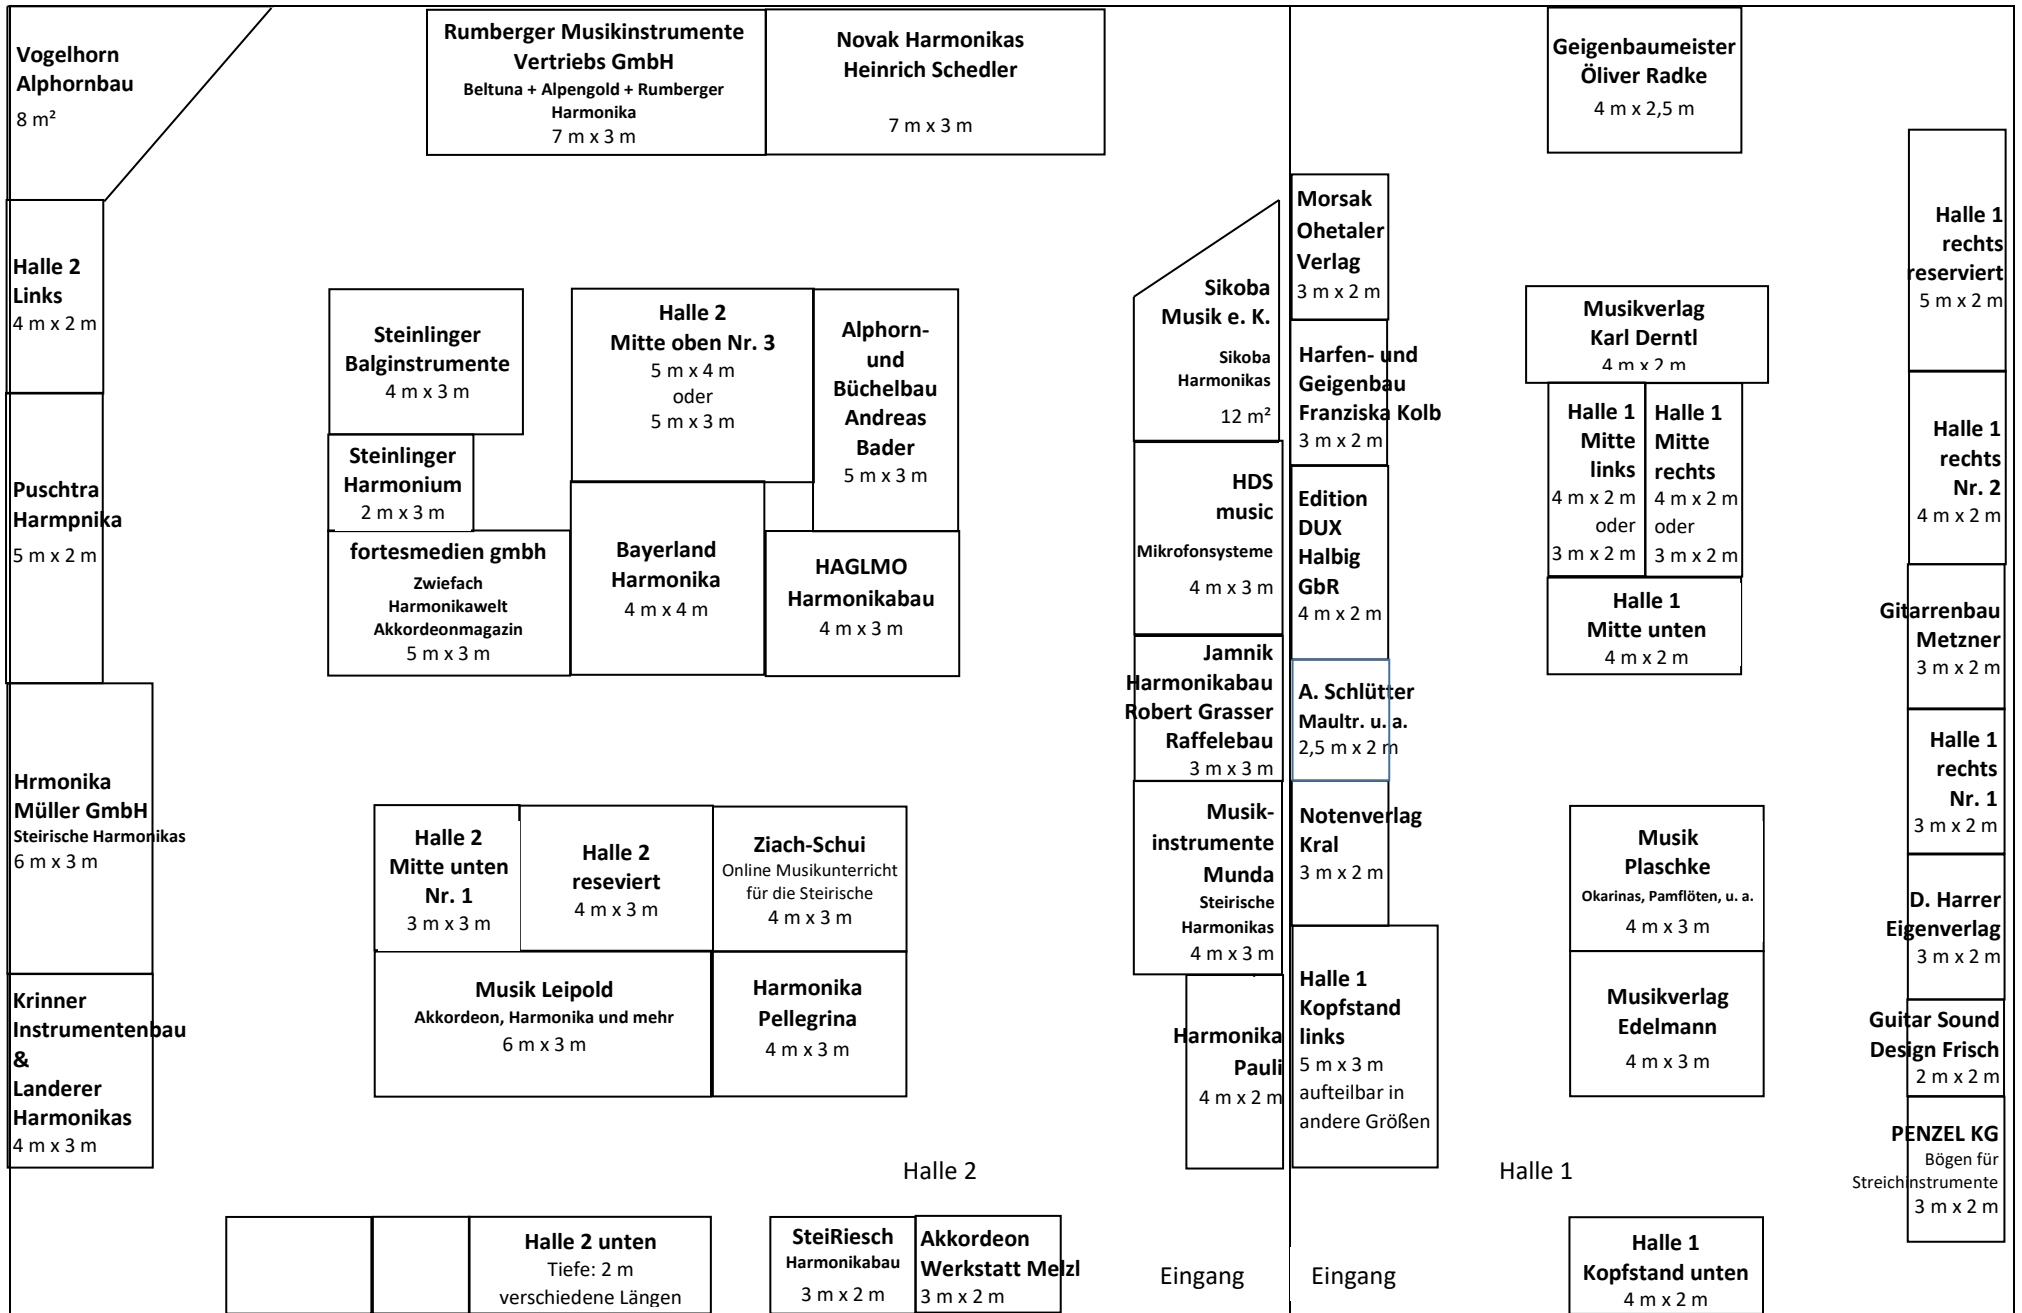 Vogelhorn
Alphornbau
8 m²
Rumberger Musikinstrumente
Vertriebs GmbH
Beltuna + Alpengold + Rumberger
Harmonika
7 m x 3 m
Novak Harmonikas
Heinrich Schedler
7 m x 3 m
Geigenbaumeister
Öliver Radke
4 m x 2,5 m
Halle 2
Links
4 m x 2 m
Puschtra
Harmpnika
5 m x 2 m
Hrmonika
Müller GmbH
Steirische Harmonikas
6 m x 3 m
Krinner
Instrumentenbau
&
Landerer
Harmonikas
4 m x 3 m
Steinlinger
Balginstrumente
4 m x 3 m
Steinlinger
Harmonium
2 m x 3 m
fortesmedien gmbh
Zwiefach
Harmonikawelt
Akkordeonmagazin
5 m x 3 m
Halle 2
Mitte oben Nr. 3
5 m x 4 m
oder
5 m x 3 m
Bayerland
Harmonika
4 m x 4 m
Alphorn-
und
Büchelbau
Andreas
Bader
5 m x 3 m
HAGLMO
Harmonikabau
4 m x 3 m
Halle 2
Mitte unten
Nr. 1
3 m x 3 m
Halle 2
reseviert
4 m x 3 m
Ziach-Schui
Online Musikunterricht
für die Steirische
4 m x 3 m
Musik Leipold
Akkordeon, Harmonika und mehr
6 m x 3 m
Harmonika
Pellegrina
4 m x 3 m
Sikoba
Musik e. K.
Sikoba
Harmonikas
12 m²
HDS
music
Mikrofonsysteme
4 m x 3 m
Jamnik
Harmonikabau
Robert Grasser
Raffelebau
3 m x 3 m
Musik-
instrumente
Munda
Steirische
Harmonikas
4 m x 3 m
Harmonika
Pauli
4 m x 2 m
Morsak
Ohetaler
Verlag
3 m x 2 m
Harfen- und
Geigenbau
Franziska Kolb
3 m x 2 m
Edition
DUX
Halbig
GbR
4 m x 2 m
A. Schlütter
Maultr. u. a.
2,5 m x 2 m
Notenverlag
Kral
3 m x 2 m
Halle 1
Kopfstand
links
5 m x 3 m
aufteilbar in
andere Größen
Musikverlag
Karl Derntl
4 m x 2 m
Halle 1
Mitte
links
4 m x 2 m
oder
3 m x 2 m
Halle 1
Mitte
rechts
4 m x 2 m
oder
3 m x 2 m
Halle 1
Mitte unten
4 m x 2 m
Musik
Plaschke
Okarinas, Pamflöten, u. a.
4 m x 3 m
Musikverlag
Edelmann
4 m x 3 m
Halle 1
rechts
reserviert
5 m x 2 m
Halle 1
rechts
Nr. 2
4 m x 2 m
Gitarrenbau
Metzner
3 m x 2 m
Halle 1
rechts
Nr. 1
3 m x 2 m
D. Harrer
Eigenverlag
3 m x 2 m
Guitar Sound
Design Frisch
2 m x 2 m
PENZEL KG
Bögen für
Streichinstrumente
3 m x 2 m
Halle 2
Halle 1
Halle 2 unten
Tiefe: 2 m
verschiedene Längen
SteiRiesch
Harmonikabau
3 m x 2 m
Akkordeon
Werkstatt Melzl
3 m x 2 m
Eingang
Eingang
Halle 1
Kopfstand unten
4 m x 2 m